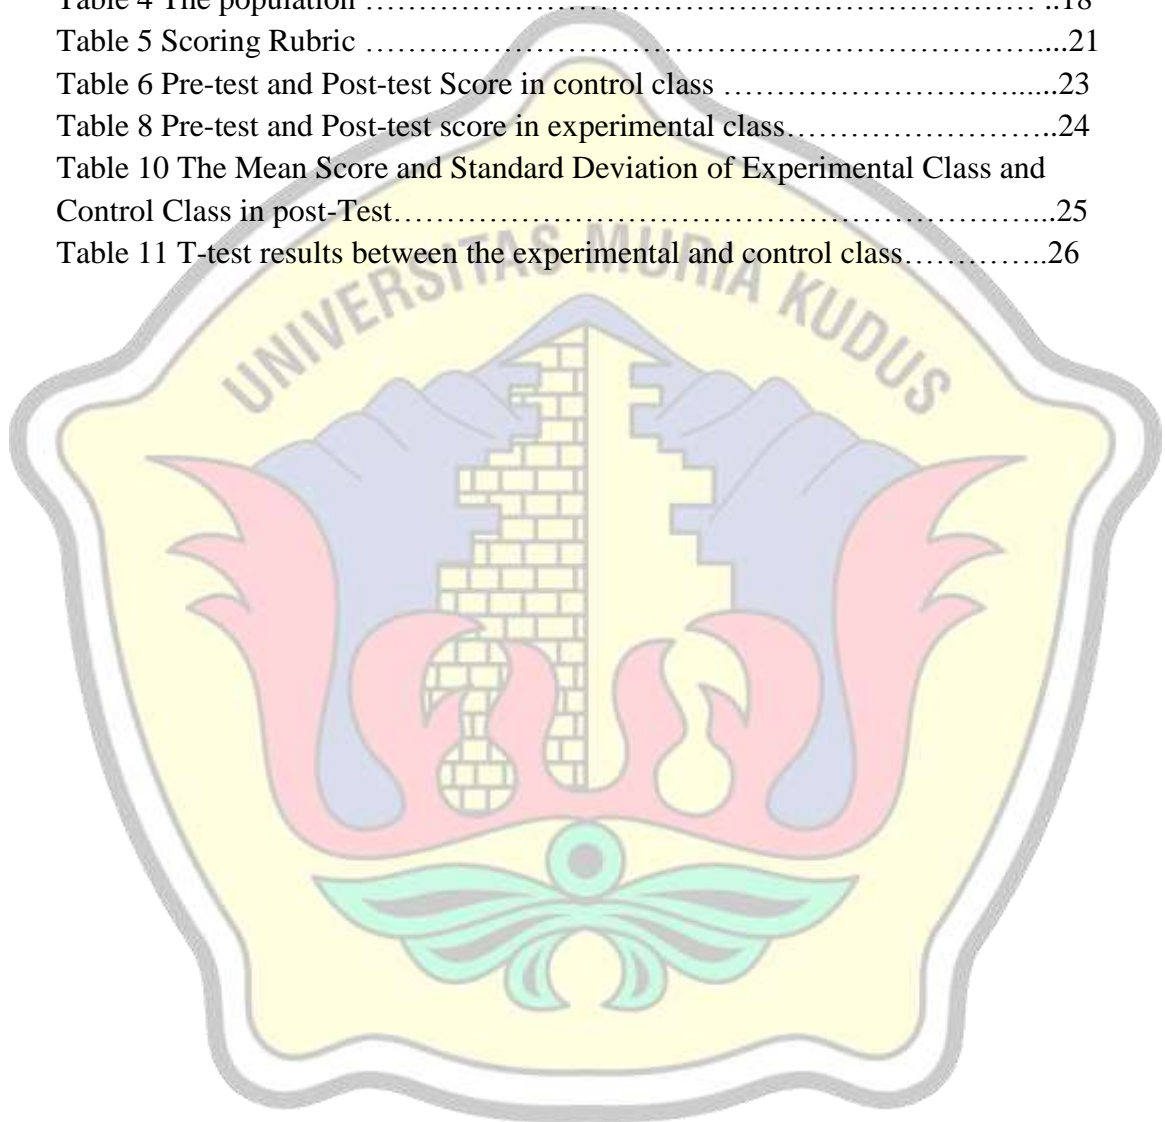 Table 4 The population ……………………………………………………………… ..18
Table 5 Scoring Rubric ………………………………………………………………....21
Table 6 Pre-test and Post-test Score in control class …………………………......23
Table 8 Pre-test and Post-test score in experimental class……………………..24
Table 10 The Mean Score and Standard Deviation of Experimental Class and
Control Class in post-Test……………………………………………………………...25
Table 11 T-test results between the experimental and control class…………..26
UNIVERSITAS MURIA KUDUS